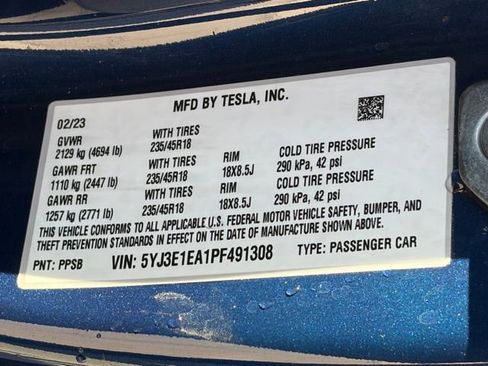 MFD BY TESLA, INC.
02/23
GVWR WITH TIRES
2129 kg (4694 lb) 235/45R18
GAWR FRT WITH TIRES RIM COLD TIRE PRESSURE
1110 kg (2447 lb) 235/45R18 18X8.5J 290 kPa, 42 psi
GAWR RR WITH TIRES RIM COLD TIRE PRESSURE
1257 kg (2771 lb) 235/45R18 18X8.5J 290 kPa, 42 psi
THIS VEHICLE CONFORMS TO ALL APPLICABLE U.S. FEDERAL MOTOR VEHICLE SAFETY, BUMPER, AND
THEFT PREVENTION STANDARDS IN EFFECT ON THE DATE OF MANUFACTURE SHOWN ABOVE.
PNT: PPSB VIN: 5YJ3E1EA1PF491308 TYPE: PASSENGER CAR